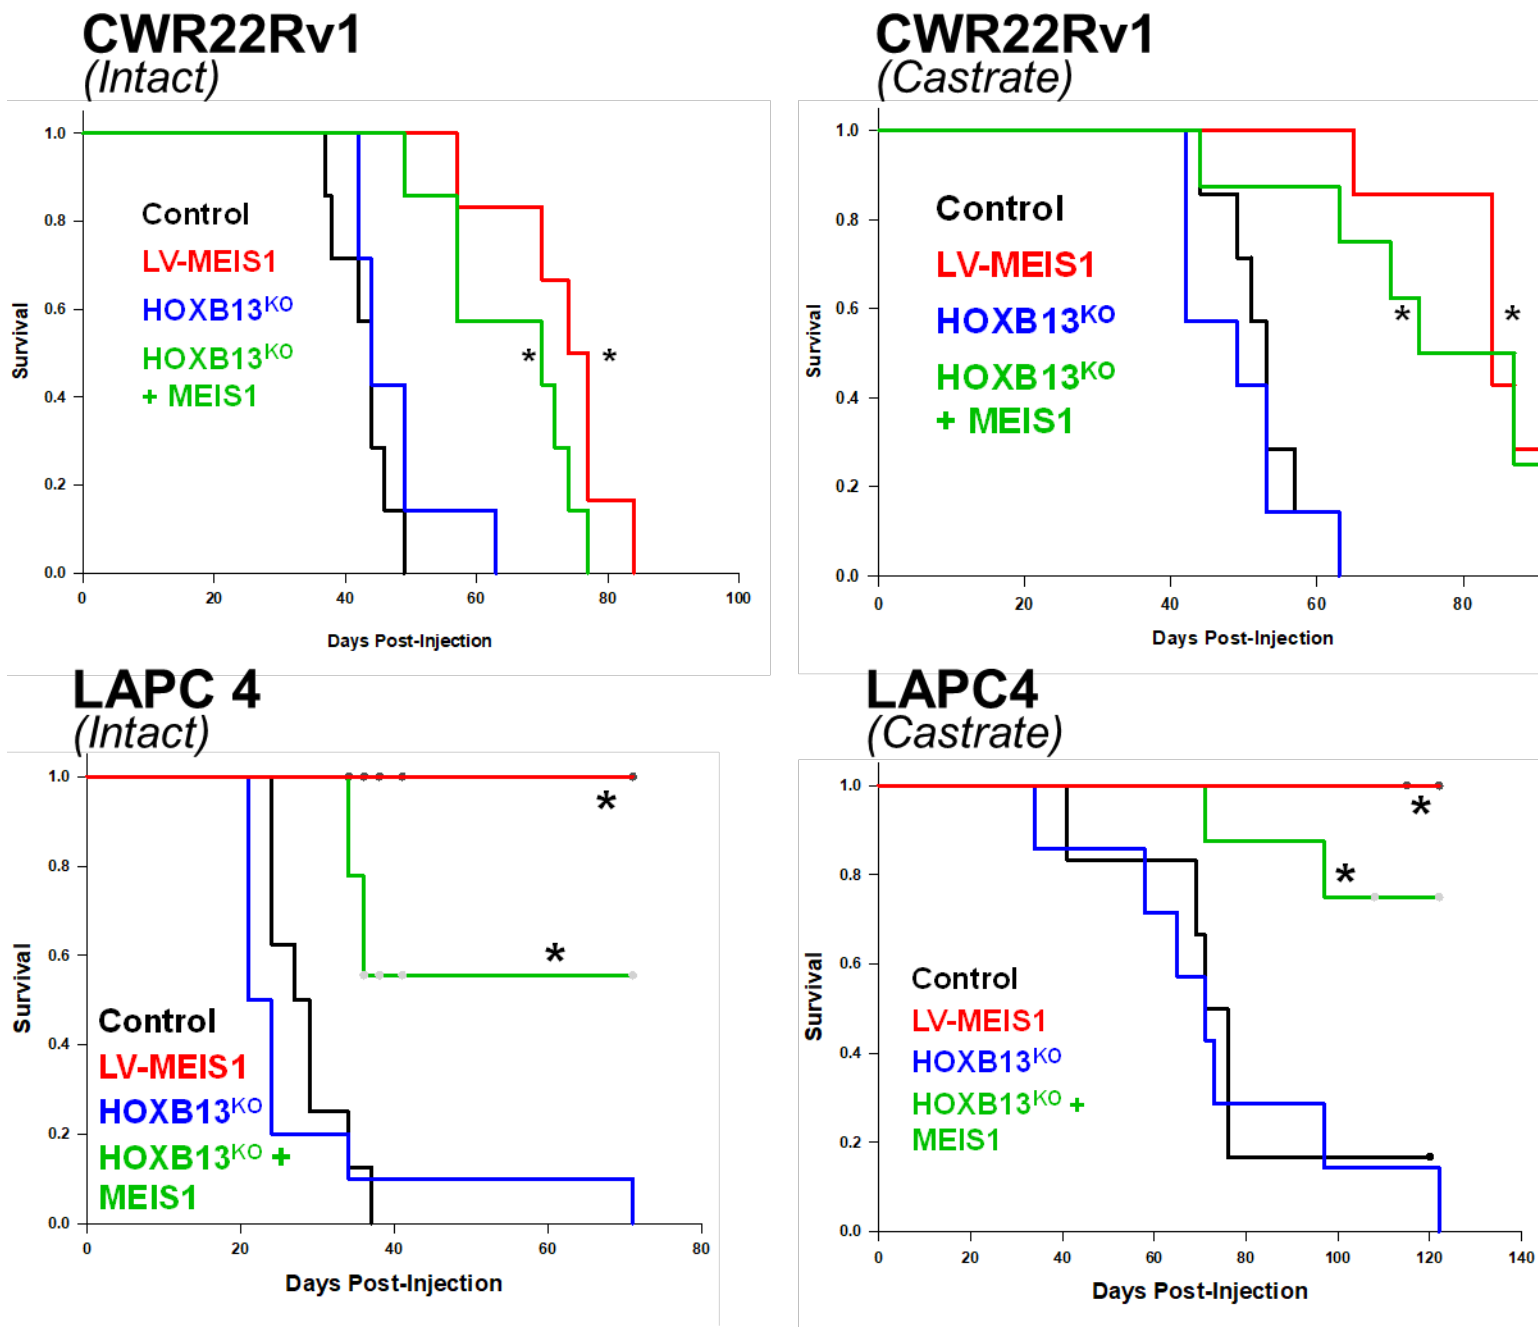 CWR22Rv1
(Intact)
1.0
0.8
0.6
0.4
0.2
0.0
Survival
Control
LV-MEIS1
HOXB13KO
HOXB13KO
+ MEIS1
*
*
0
20
40
60
80
100
Days Post-Injection
CWR22Rv1
(Castrate)
1.0
0.8
0.6
0.4
0.2
0.0
Survival
Control
LV-MEIS1
HOXB13KO
HOXB13KO
+ MEIS1
*
*
0
20
40
60
80
Days Post-Injection
LAPC 4
(Intact)
1.0
0.8
0.6
0.4
0.2
0.0
Survival
*
*
Control
LV-MEIS1
HOXB13KO
HOXB13KO +
MEIS1
0
20
40
60
80
Days Post-Injection
LAPC4
(Castrate)
1.0
0.8
0.6
0.4
0.2
0.0
Survival
*
*
Control
LV-MEIS1
HOXB13KO
HOXB13KO +
MEIS1
0
20
40
60
80
100
120
140
Days Post-Injection